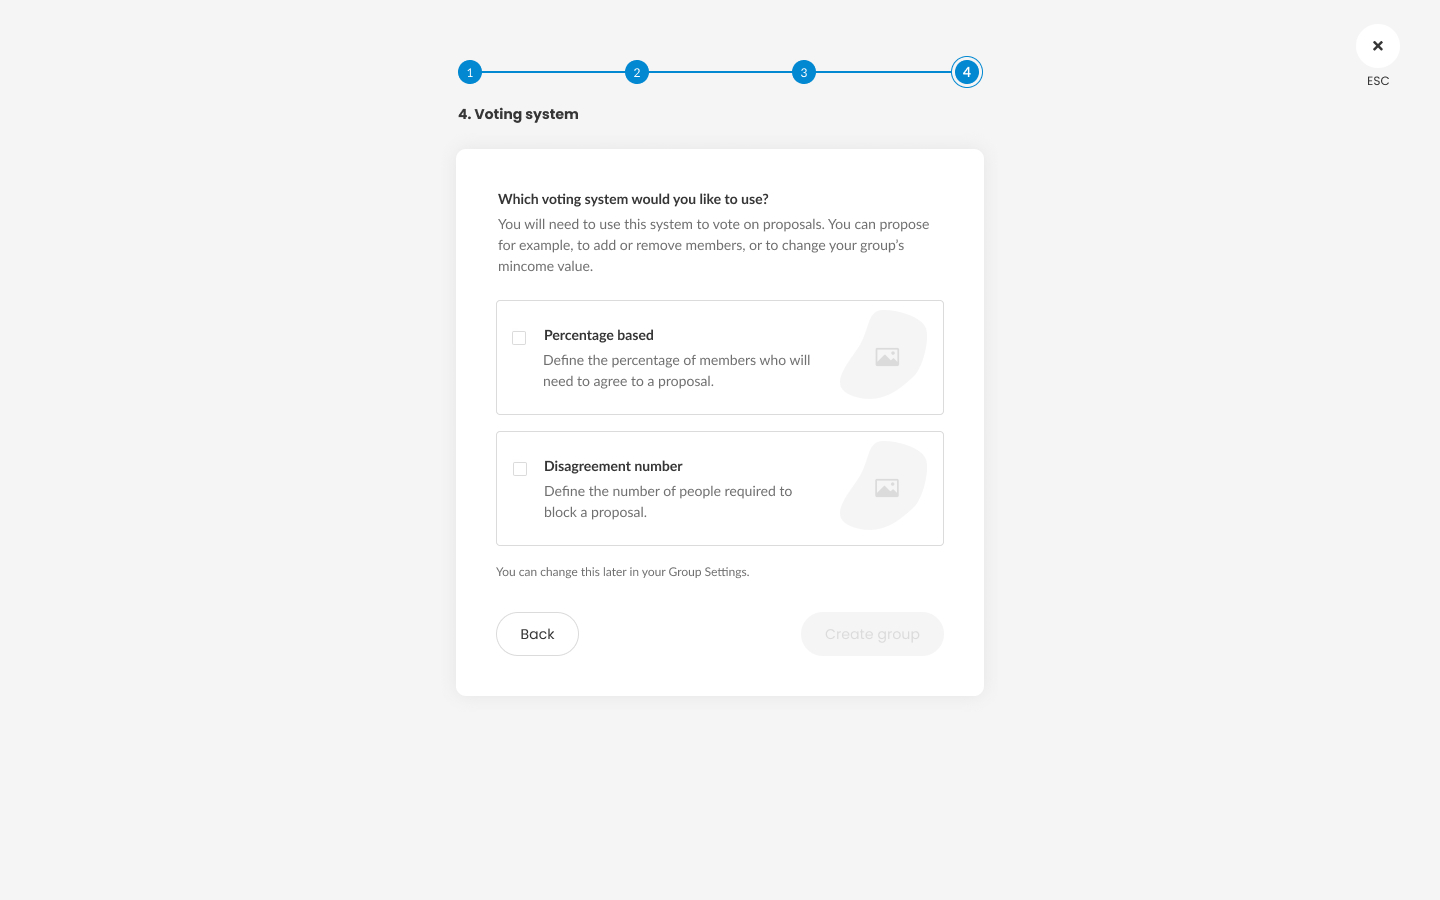 1 2 3 4
ESC
4. Voting system
Which voting system would you like to use?
You will need to use this system to vote on proposals. You can propose
for example, to add or remove members, or to change your group's
mincome value.
Percentage based
Define the percentage of members who will
need to agree to a proposal.
Disagreement number
Define the number of people required to
block a proposal.
You can change this later in your Group Settings.
Back
Create group